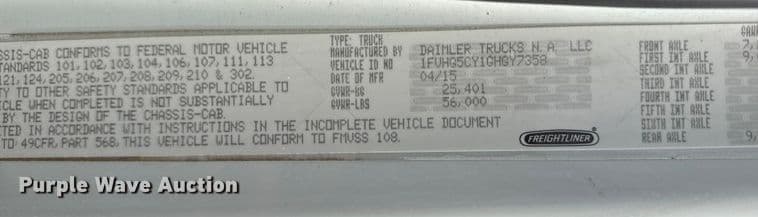 SSIS-CAB CONFORMS TO FEDERAL MOTOR VEHICLE
STANDARDS 101, 102, 103, 104, 106, 107, 111, 113
121, 124, 205, 206, 207, 208, 209, 210 & 302.
TY TO OTHER SAFETY STANDARDS APPLICABLE TO
CLE WHEN COMPLETED IS NOT SUBSTANTIALLY
BY THE DESIGN OF THE CHASSIS-CAB.
CTED IN ACCORDANCE WITH INSTRUCTIONS IN THE INCOMPLETE VEHICLE DOCUMENT
TO 49CFR, PART 568, THIS VEHICLE WILL CONFORM TO FMVSS 108.
TYPE: TRUCK
MANUFACTURED BY DAIMLER TRUCKS N.A. LLC
VEHICLE ID NO 1FVHG5CY1GHGY7358
DATE OF MFR 04/15
GVWR-KG 25,401
GVWR-LBS 56,000
FREIGHTLINER
GAWR
FRONT AXLE 7,
FIRST INT AXLE 9,
SECOND INT AXLE
THIRD INT AXLE
FOURTH INT AXLE
FIFTH INT AXLE
SIXTH INT AXLE
REAR AXLE 9,
Purple Wave Auction